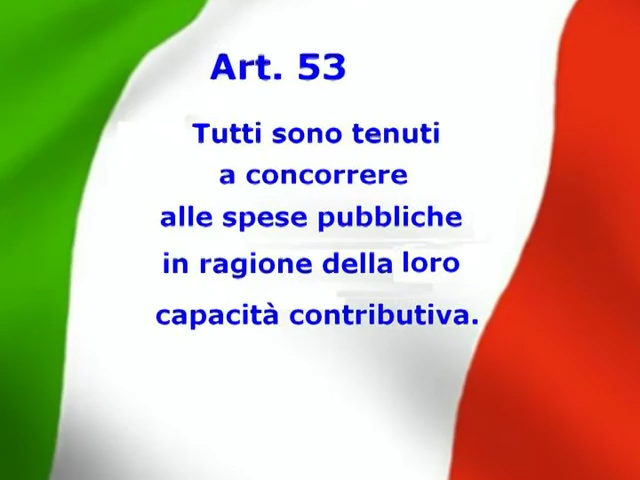 Art. 53
Tutti sono tenuti
a concorrere
alle spese pubbliche
in ragione della loro
capacità contributiva.